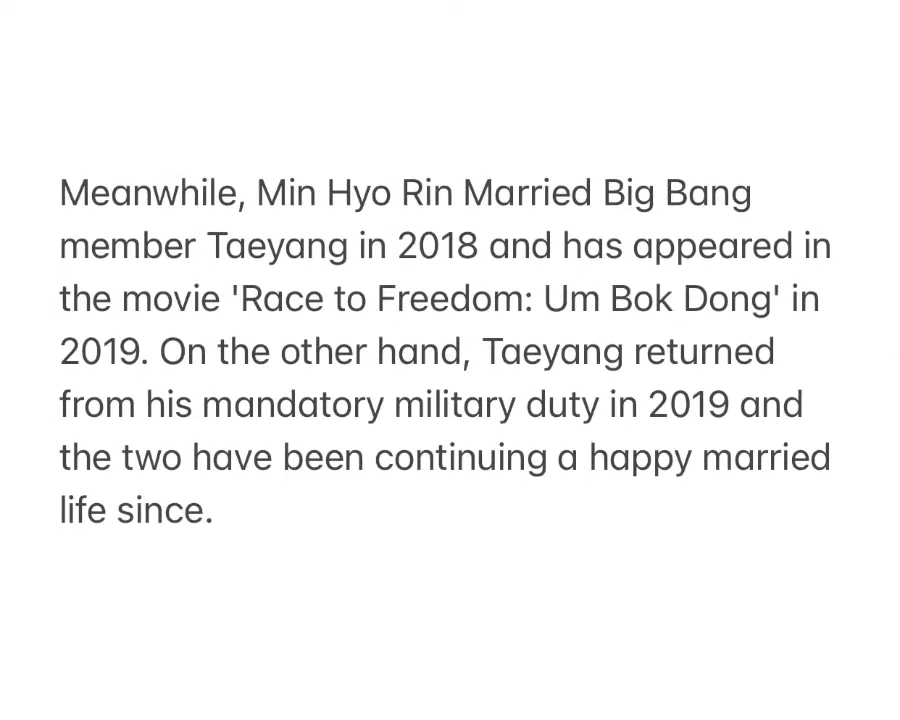 Meanwhile, Min Hyo Rin Married Big Bang
member Taeyang in 2018 and has appeared in
the movie 'Race to Freedom: Um Bok Dong' in
2019. On the other hand, Taeyang returned
from his mandatory military duty in 2019 and
the two have been continuing a happy married
life since.